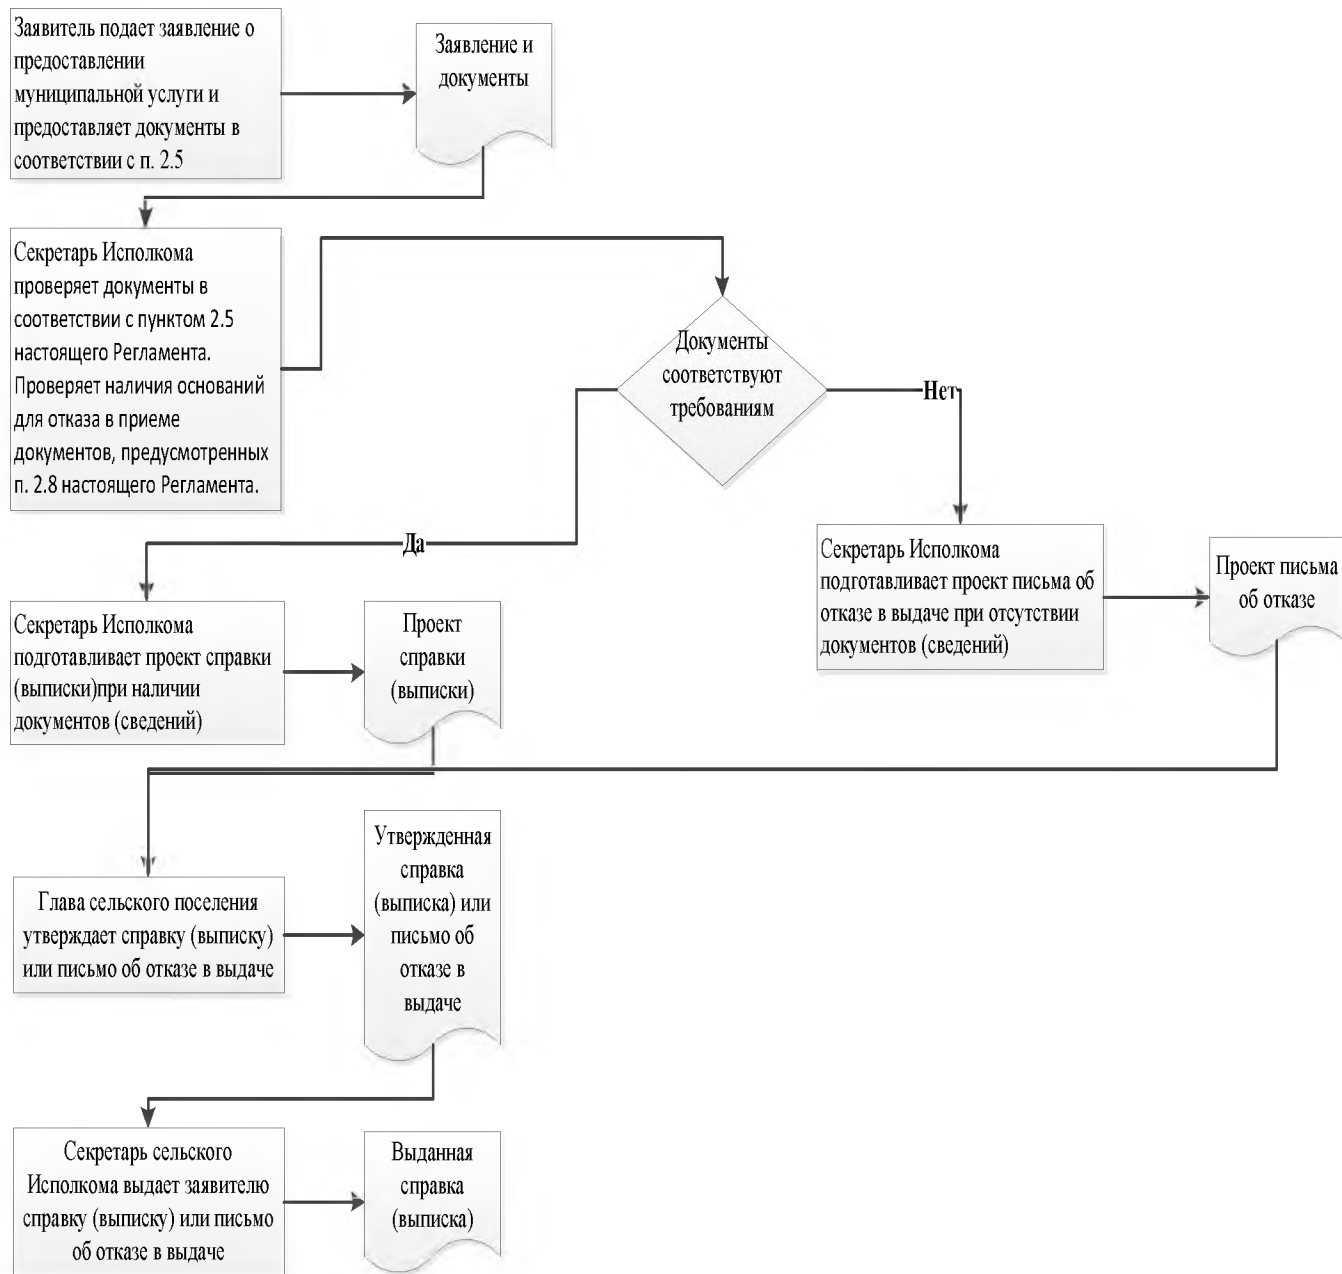 Заявитель подает заявление о
предоставлении
муниципальной услуги и
предоставляет документы в
соответствии с п. 2.5
Заявление и
документы
Секретарь Исполкома
проверяет документы в
соответствии с пунктом 2.5
настоящего Регламента.
Проверяет наличия оснований
для отказа в приеме
документов, предусмотренных
п. 2.8 настоящего Регламента.
Документы
соответствуют
требованиям
Нет
Да
Секретарь Исполкома
подготавливает проект письма об
отказе в выдаче при отсутствии
документов (сведений)
Проект письма
об отказе
Секретарь Исполкома
подготавливает проект справки
(выписки)при наличии
документов (сведений)
Проект
справки
(выписки)
Глава сельского поселения
утверждает справку (выписку)
или письмо об отказе в выдаче
Утвержденная
справка
(выписка) или
письмо об
отказе в
выдаче
Секретарь сельского
Исполкома выдает заявителю
справку (выписку) или письмо
об отказе в выдаче
Выданная
справка
(выписка)